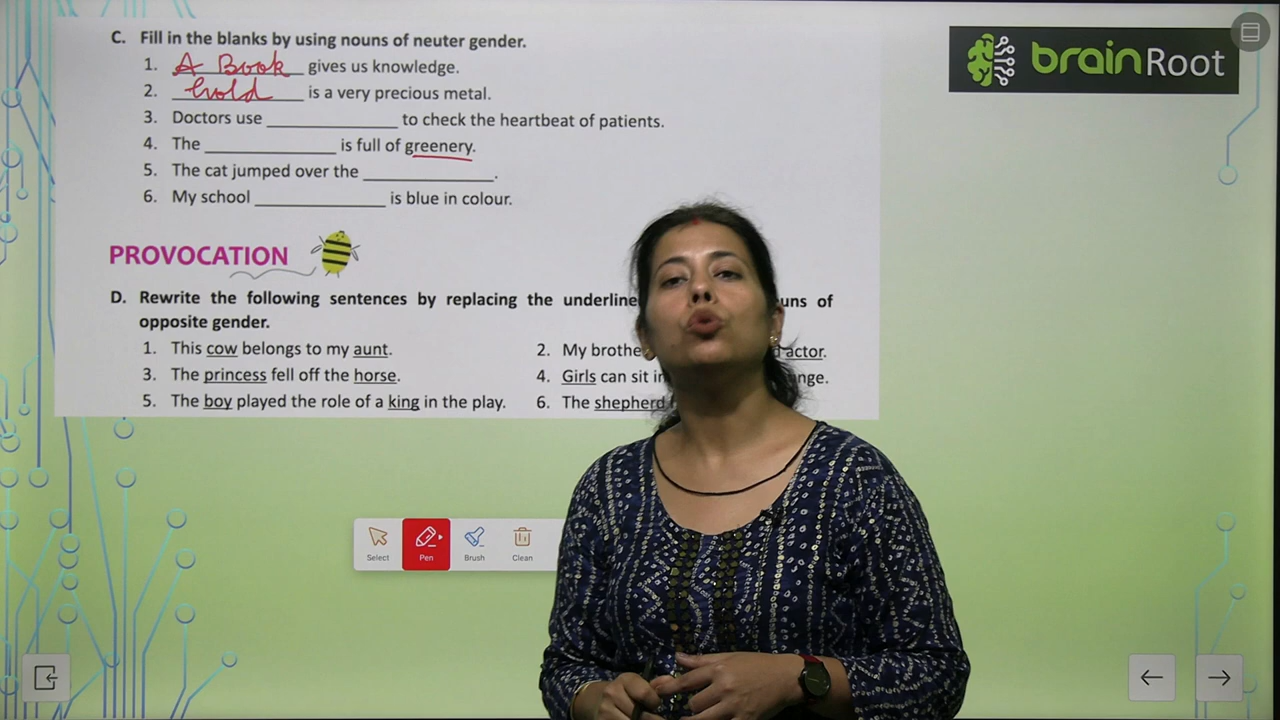 C. Fill in the blanks by using nouns of neuter gender.
1. A Book gives us knowledge.
2. Gold is a very precious metal.
3. Doctors use ____________ to check the heartbeat of patients.
4. The ____________ is full of greenery.
5. The cat jumped over the ____________.
6. My school ____________ is blue in colour.
PROVOCATION
D. Rewrite the following sentences by replacing the of
opposite gender.
1. This cow belongs to my aunt.
2. My actor.
3. The princess fell off the horse.
4. Girls can sit
5. The boy played the role of a king in the play.
6. The shepherd
brainRoot
Select Pen Brush Clean